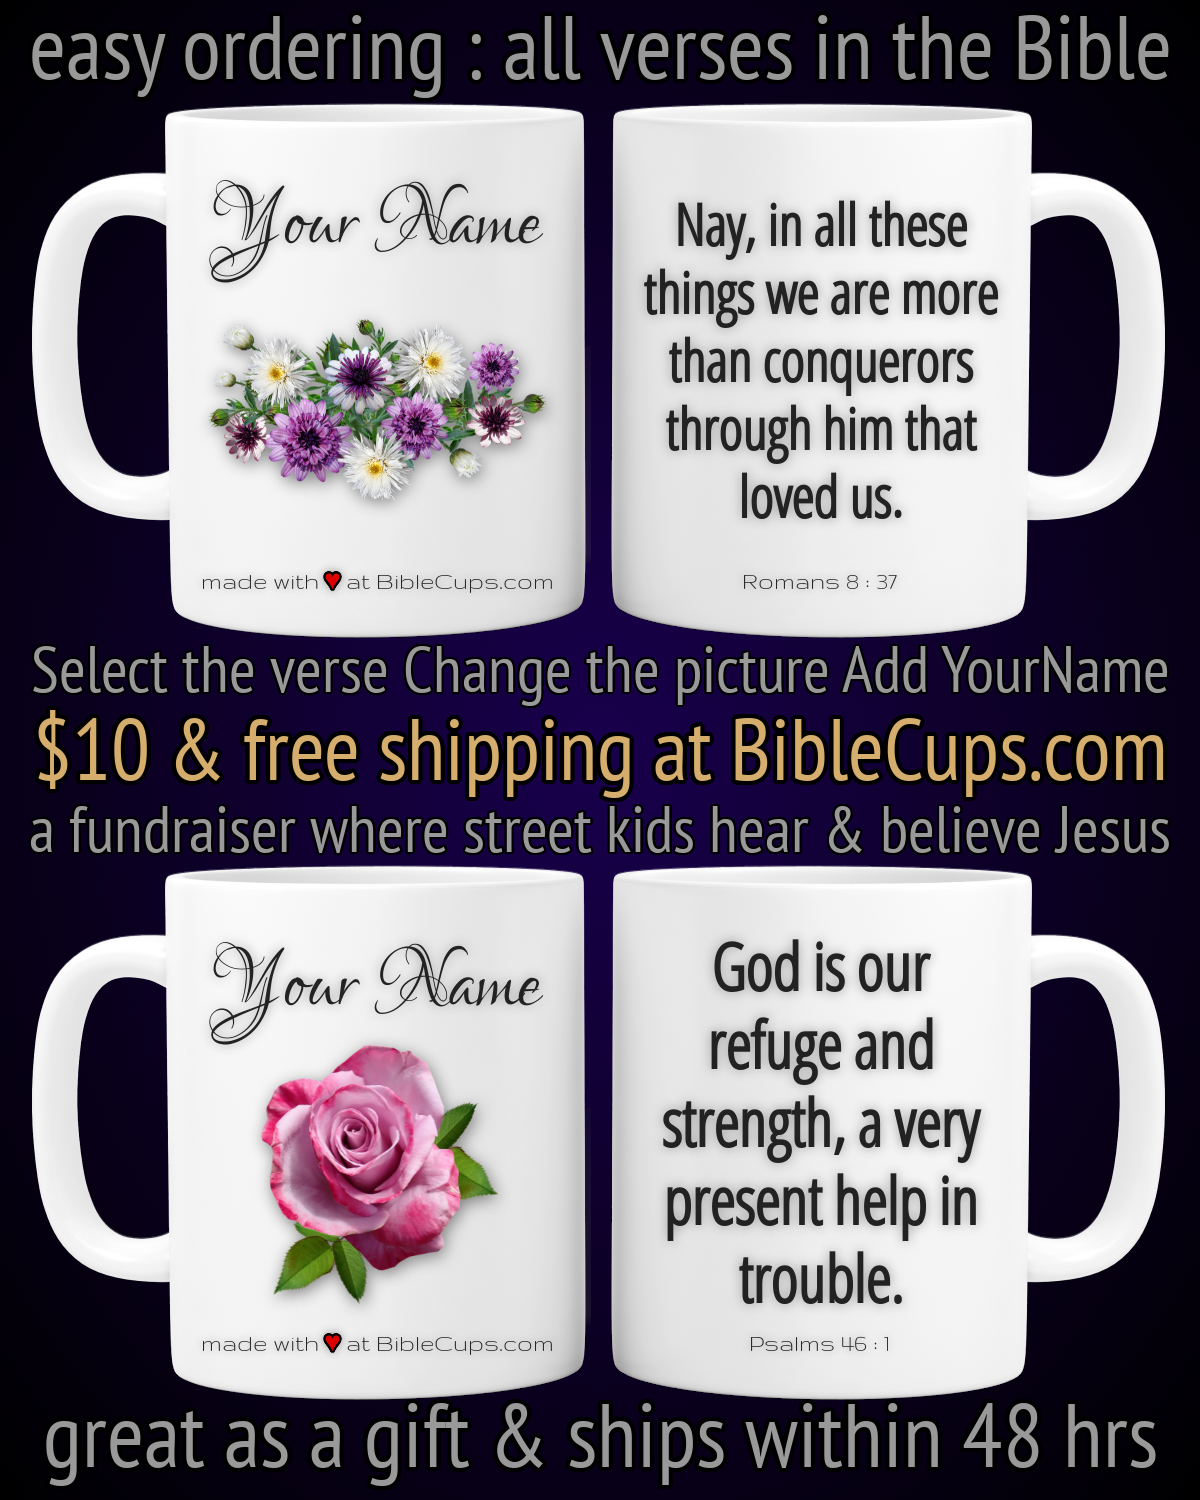 easy ordering : all verses in the Bible
Your Name
made with ♥ at BibleCups.com
Nay, in all these
things we are more
than conquerors
through him that
loved us.
Romans 8 : 37
Select the verse Change the picture Add YourName
$10 & free shipping at BibleCups.com
a fundraiser where street kids hear & believe Jesus
Your Name
made with ♥ at BibleCups.com
God is our
refuge and
strength, a very
present help in
trouble.
Psalms 46 : 1
great as a gift & ships within 48 hrs